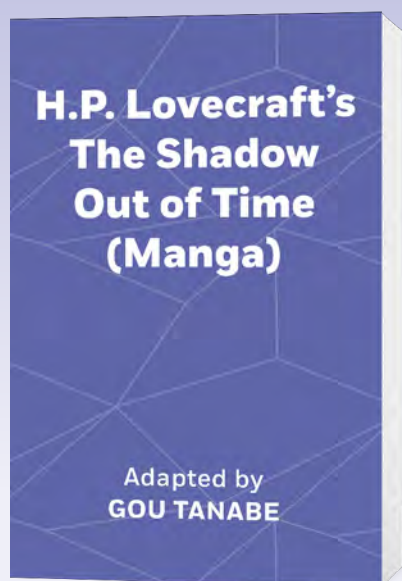 H.P. Lovecraft's
The Shadow
Out of Time
(Manga)
Adapted by
GOU TANABE